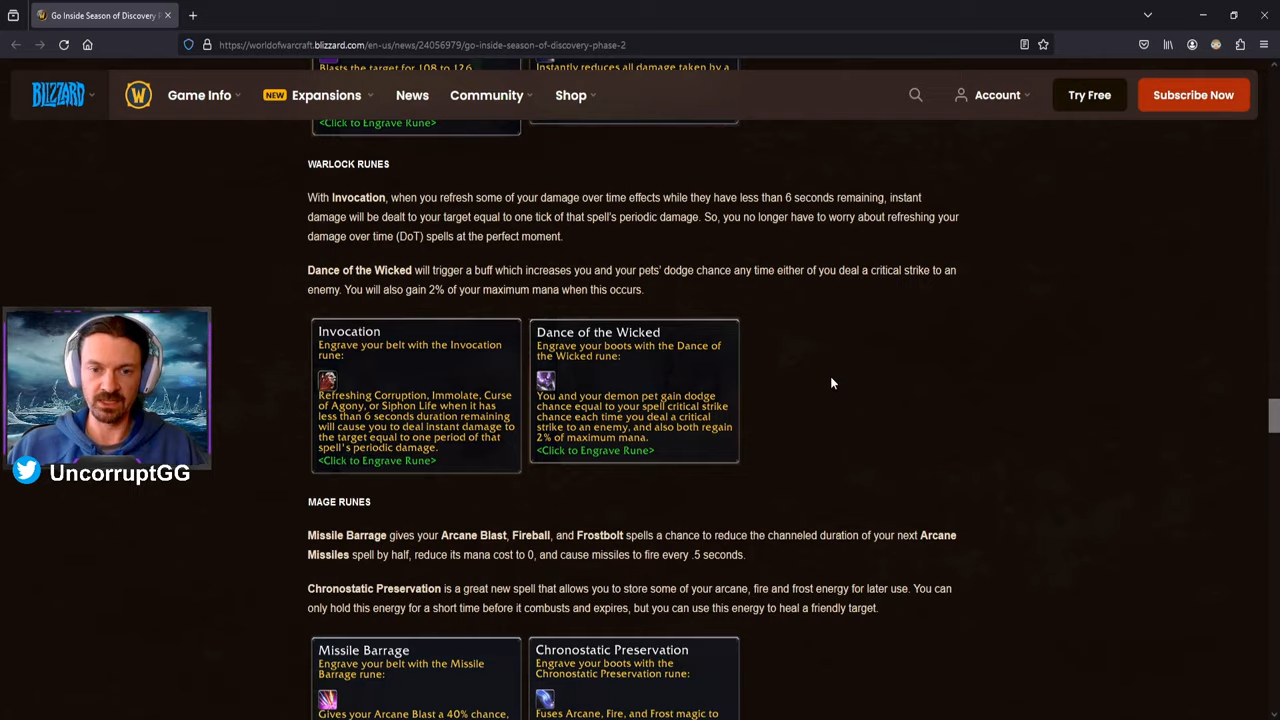 Go Inside Season of Discovery P
https://worldofwarcraft.blizzard.com/en-us/news/24056979/go-inside-season-of-discovery-phase-2
Blasts the target for 108 to 126
Instantly reduces all damage taken by a
BLIZZARD
Game Info
NEW
Expansions
News
Community
Shop
Account
Try Free
Subscribe Now
<Click to Engrave Rune>
WARLOCK RUNES
With Invocation, when you refresh some of your damage over time effects while they have less than 6 seconds remaining, instant
damage will be dealt to your target equal to one tick of that spell's periodic damage. So, you no longer have to worry about refreshing your
damage over time (DoT) spells at the perfect moment.
Dance of the Wicked will trigger a buff which increases you and your pets' dodge chance any time either of you deal a critical strike to an
enemy. You will also gain 2% of your maximum mana when this occurs.
Invocation
Engrave your belt with the Invocation
rune:
Refreshing Corruption, Immolate, Curse
of Agony, or Siphon Life when it has
less than 6 seconds duration remaining
will cause you to deal instant damage to
the target equal to one period of that
spell's periodic damage.
<Click to Engrave Rune>
Dance of the Wicked
Engrave your boots with the Dance of
the Wicked rune:
You and your demon pet gain dodge
chance equal to your spell critical strike
chance each time you deal a critical
strike to an enemy, and also both regain
2% of maximum mana.
<Click to Engrave Rune>
UncorruptGG
MAGE RUNES
Missile Barrage gives your Arcane Blast, Fireball, and Frostbolt spells a chance to reduce the channeled duration of your next Arcane
Missiles spell by half, reduce its mana cost to 0, and cause missiles to fire every .5 seconds.
Chronostatic Preservation is a great new spell that allows you to store some of your arcane, fire and frost energy for later use. You can
only hold this energy for a short time before it combusts and expires, but you can use this energy to heal a friendly target.
Missile Barrage
Engrave your belt with the Missile
Barrage rune:
Gives your Arcane Blast a 40% chance,
Chronostatic Preservation
Engrave your boots with the
Chronostatic Preservation rune:
Fuses Arcane, Fire, and Frost magic to